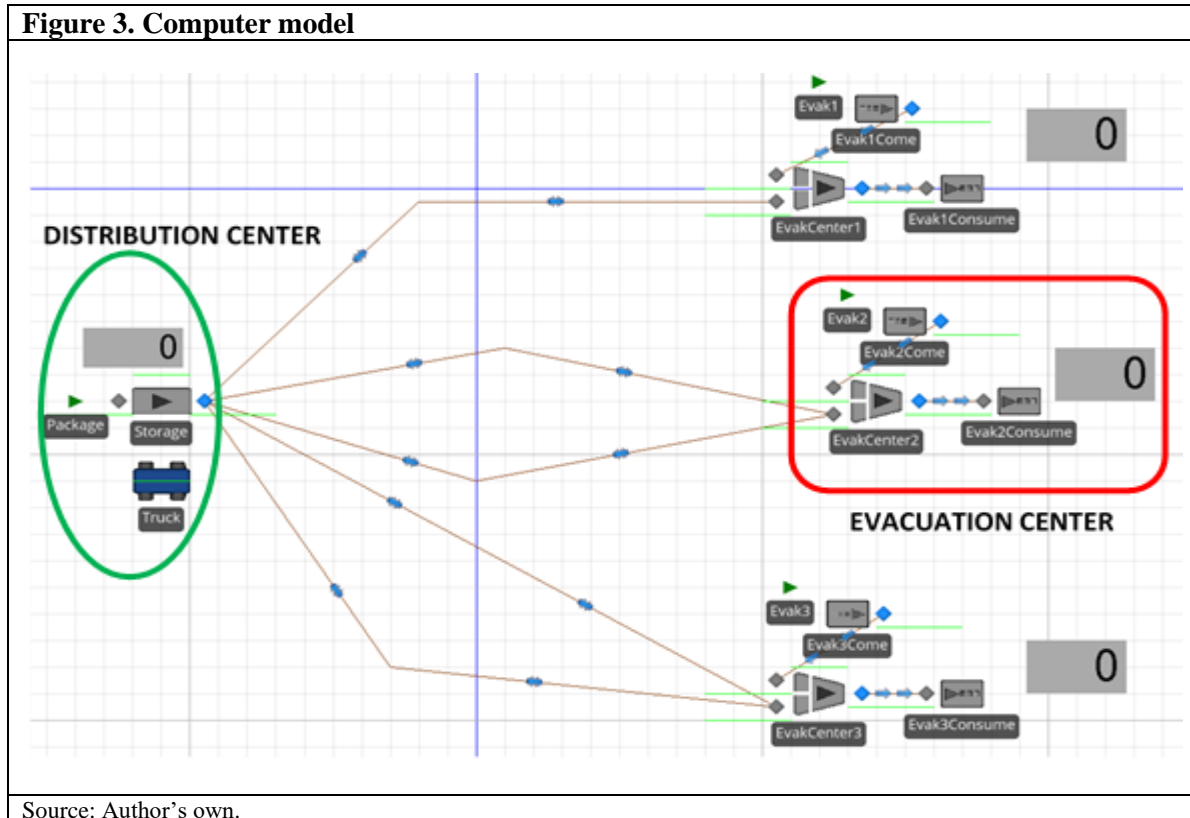 Figure 3. Computer model
Evak1
Evak1Come
0
EvakCenter1
Evak1Consume
DISTRIBUTION CENTER
0
Package
Storage
Truck
Evak2
Evak2Come
0
EvakCenter2
Evak2Consume
EVACUATION CENTER
Evak3
Evak3Come
0
EvakCenter3
Evak3Consume
Source: Author's own.